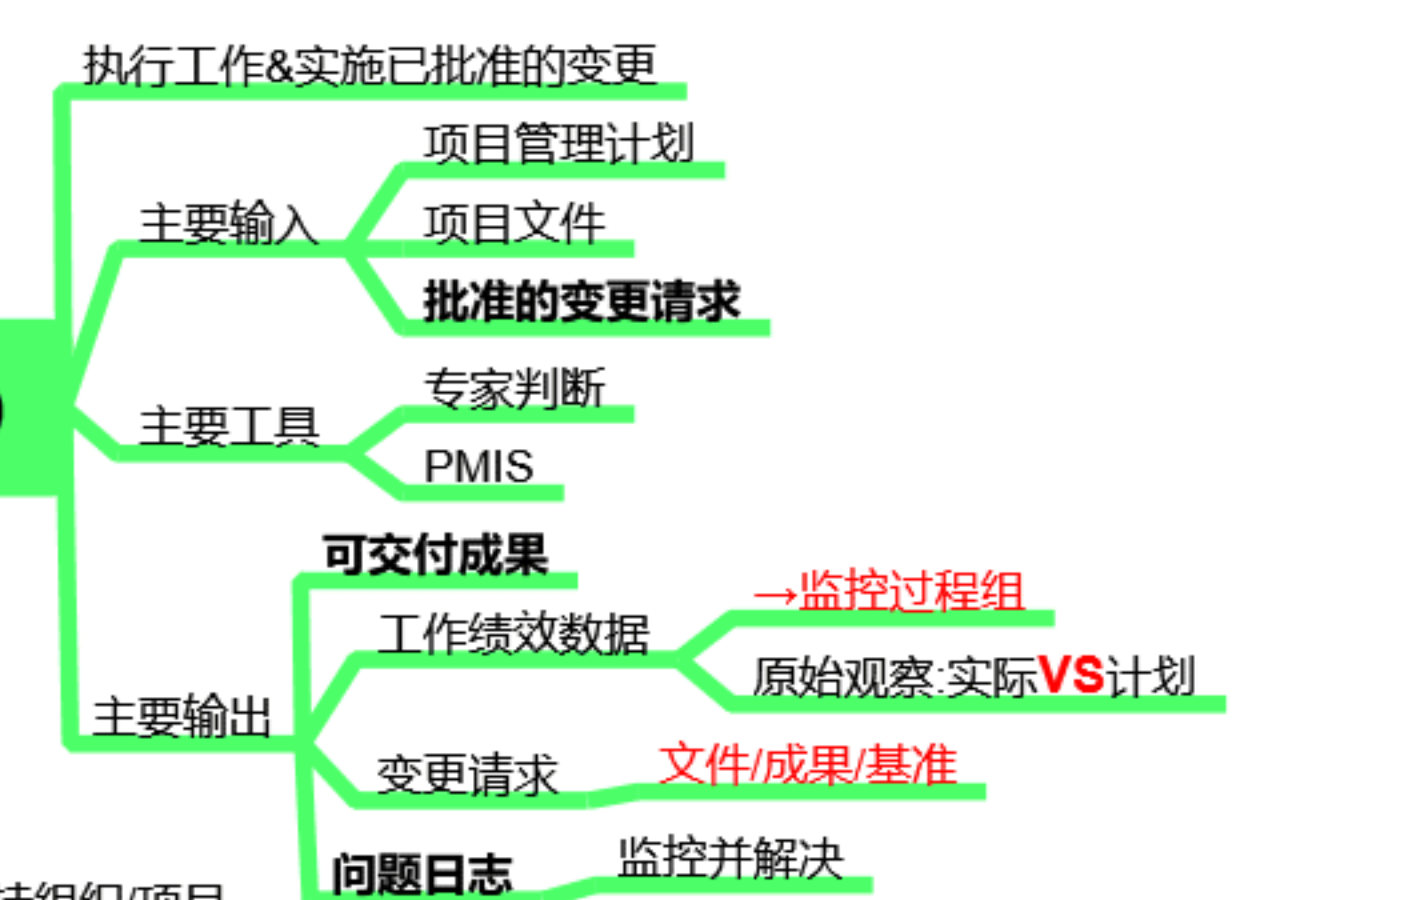 执行工作&实施已批准的变更
项目管理计划
主要输入
项目文件
批准的变更请求
专家判断
主要工具
PMIS
可交付成果
→监控过程组
工作绩效数据
原始观察:实际VS计划
主要输出
文件/成果/基准
变更请求
监控并解决
问题日志
组织/项目